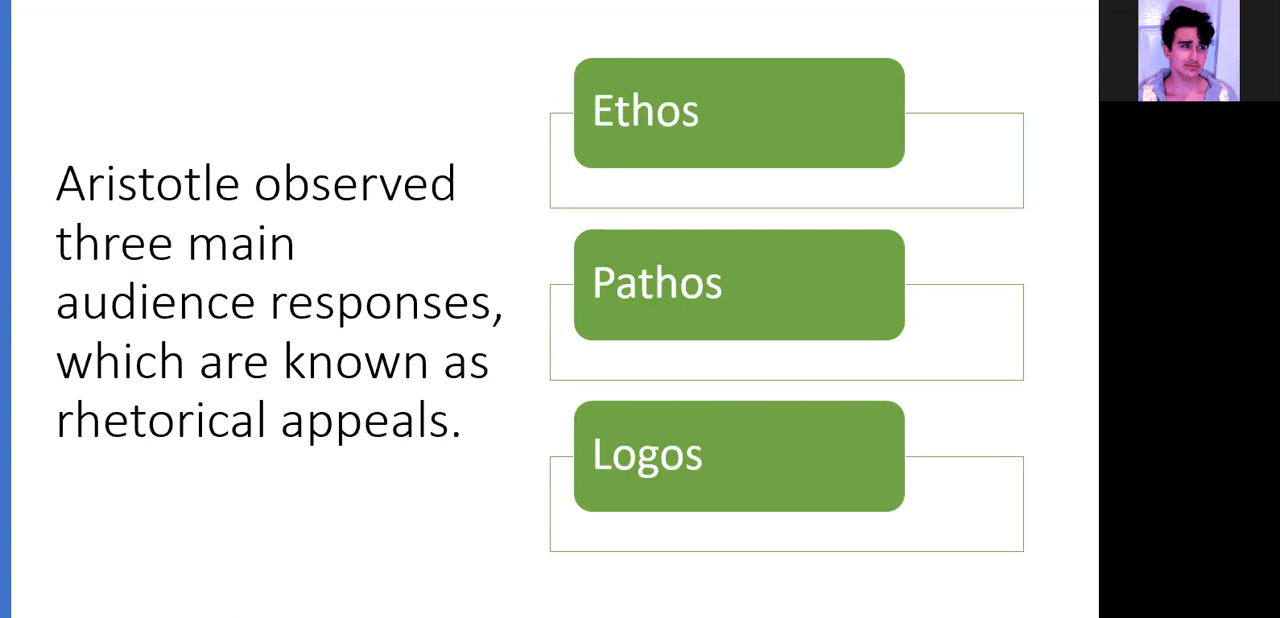 Aristotle observed
three main
audience responses,
which are known as
rhetorical appeals.
Ethos
Pathos
Logos